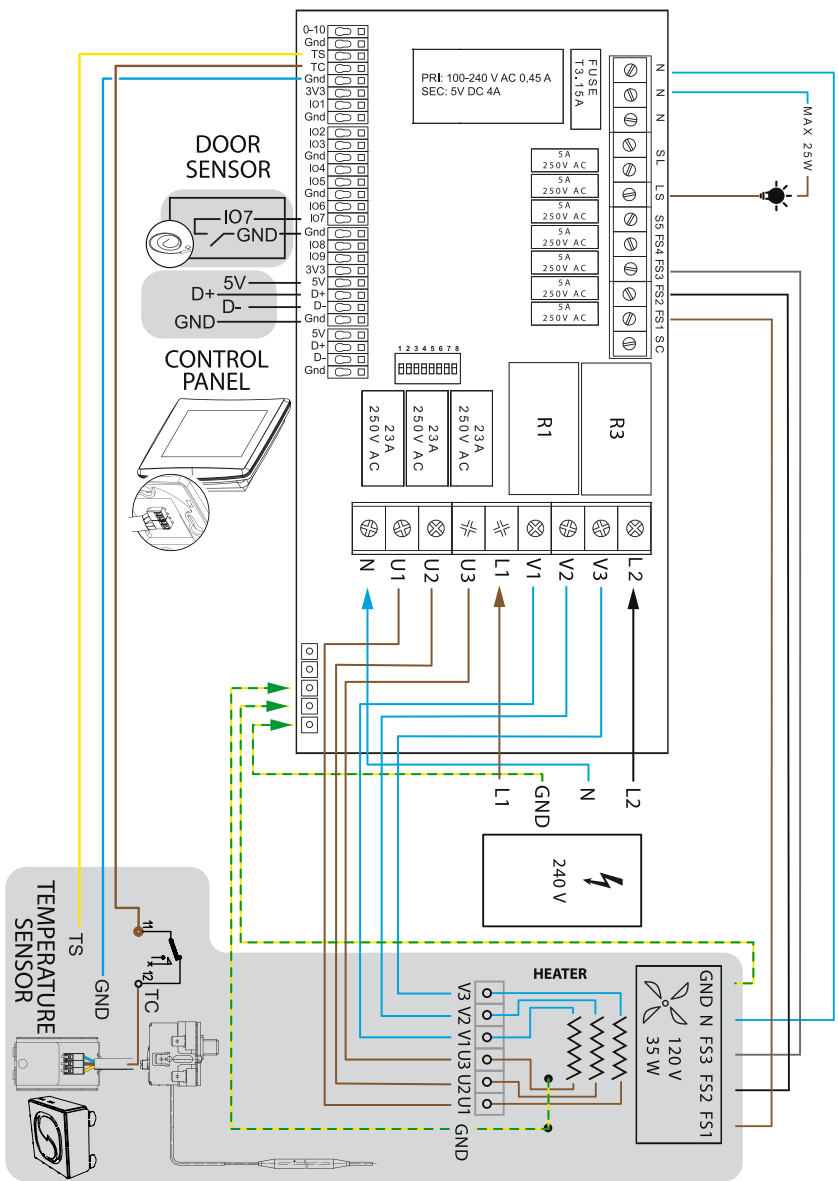 0-10
Gnd
TS
TC
Gnd
3V3
IO1
Gnd
IO2
IO3
Gnd
IO4
IO5
Gnd
IO6
IO7
Gnd
IO8
IO9
3V3
5V
D+
D-
Gnd
5V
D+
D-
Gnd
PRI: 100-240 V AC 0,45 A
SEC: 5V DC 4A
FUSE
T3.15A
N
N
N
SL
LS
S5
FS4
FS3
FS2
FS1
SC
MAX 25W
5A
250V AC
5A
250V AC
5A
250V AC
5A
250V AC
5A
250V AC
5A
250V AC
5A
250V AC
DOOR
SENSOR
IO7
GND
5V
D+
D-
GND
CONTROL
PANEL
1 2 3 4 5 6 7 8
23A
250V AC
23A
250V AC
23A
250V AC
R1
R3
N
U1
U2
U3
L1
V1
V2
V3
L2
L1
GND
N
L2
240 V
TEMPERATURE
SENSOR
TS
GND
11
12
TC
HEATER
V3
V2
V1
U3
U2
U1
GND
GND
N
FS3
FS2
FS1
120 V
35 W